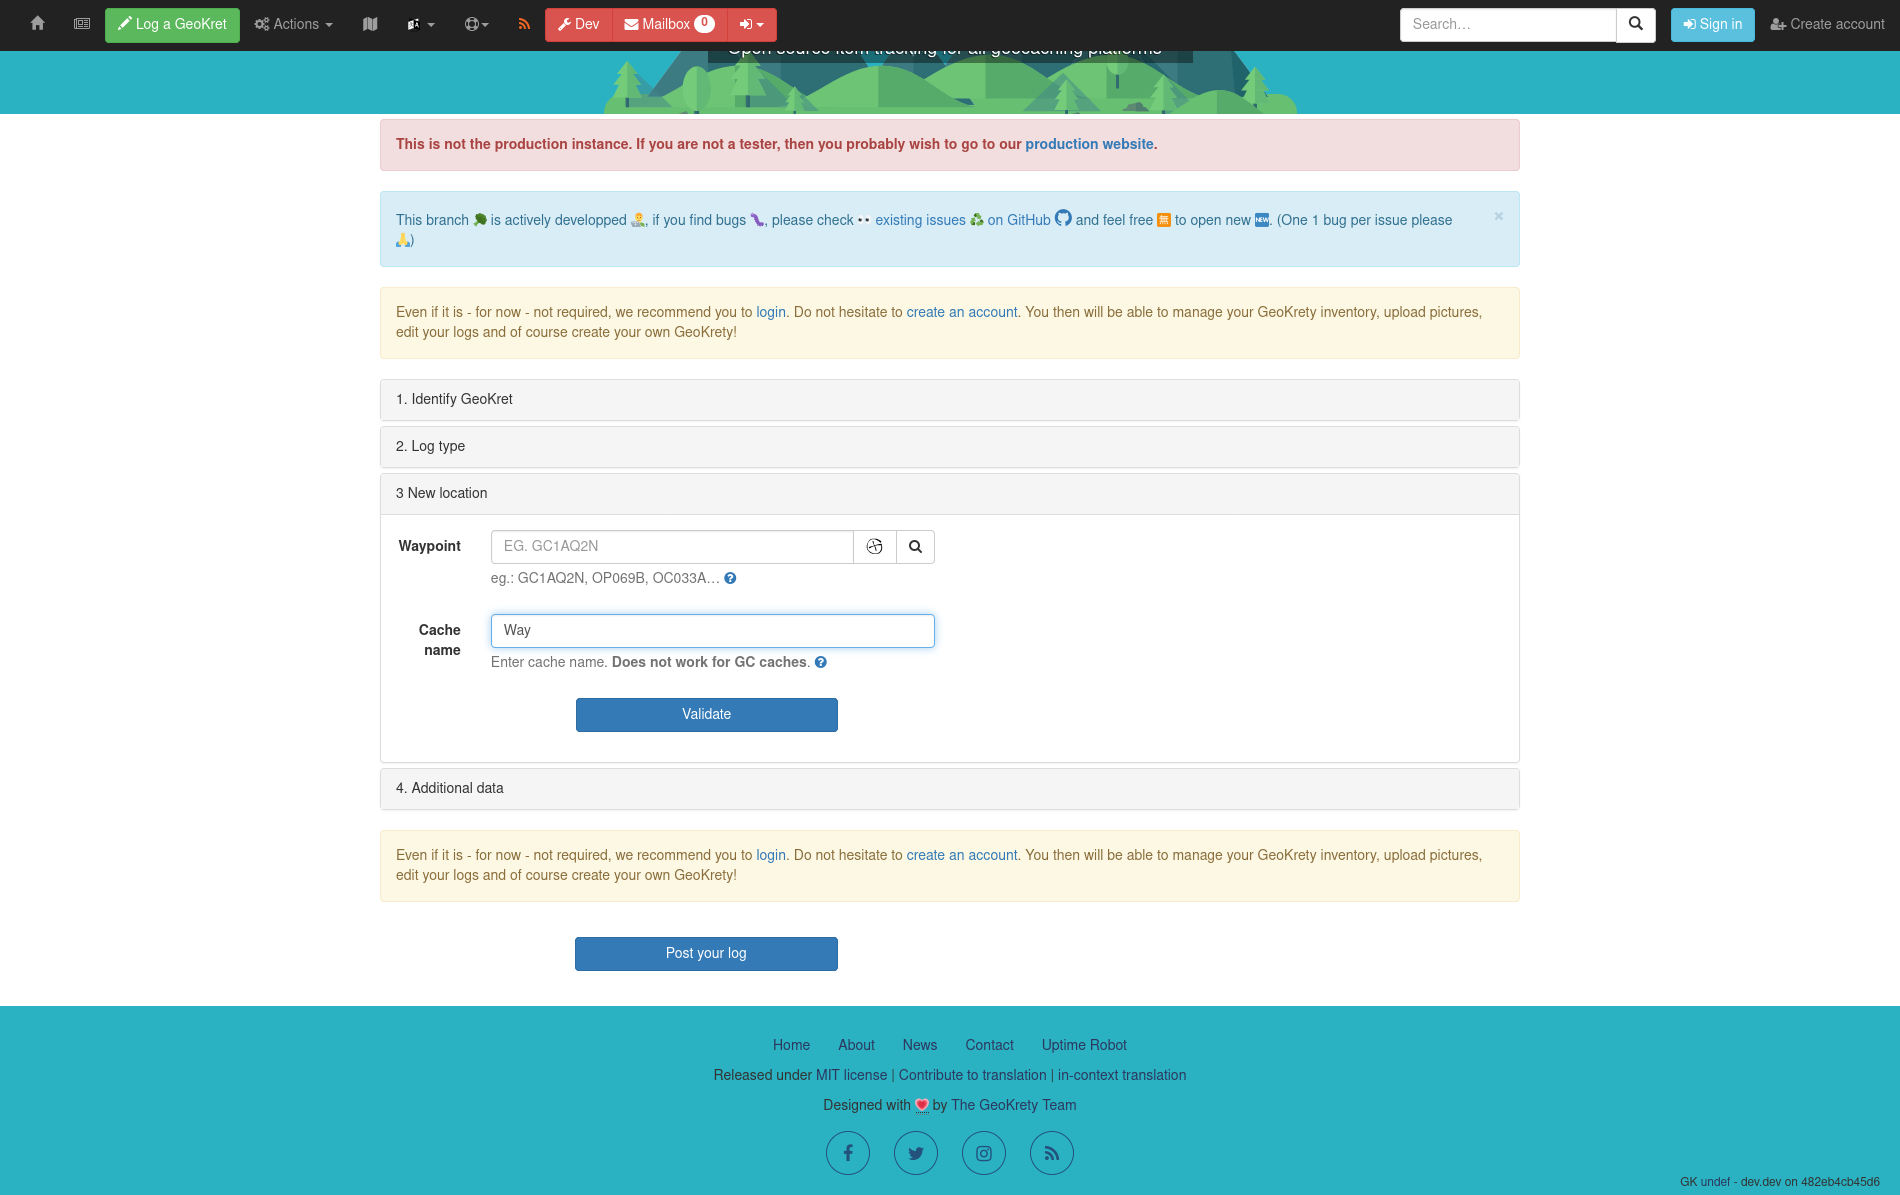 Log a GeoKret
Actions
Dev
Mailbox 0
Search...
Sign in
Create account
Open source item tracking for all geocaching platforms
This is not the production instance. If you are not a tester, then you probably wish to go to our production website.
This branch 🥦 is actively developped, if you find bugs 🐛, please check 👀 existing issues ♻️ on GitHub and feel free 🈚 to open new 🆕. (One 1 bug per issue please
🙏)
×
Even if it is - for now - not required, we recommend you to login. Do not hesitate to create an account. You then will be able to manage your GeoKrety inventory, upload pictures,
edit your logs and of course create your own GeoKrety!
1. Identify GeoKret
2. Log type
3 New location
Waypoint
EG. GC1AQ2N
eg.: GC1AQ2N, OP069B, OC033A…
Cache
name
Way
Enter cache name. Does not work for GC caches.
Validate
4. Additional data
Even if it is - for now - not required, we recommend you to login. Do not hesitate to create an account. You then will be able to manage your GeoKrety inventory, upload pictures,
edit your logs and of course create your own GeoKrety!
Post your log
Home About News Contact Uptime Robot
Released under MIT license | Contribute to translation | in-context translation
Designed with by The GeoKrety Team
GK undef - dev.dev on 482eb4cb45d6